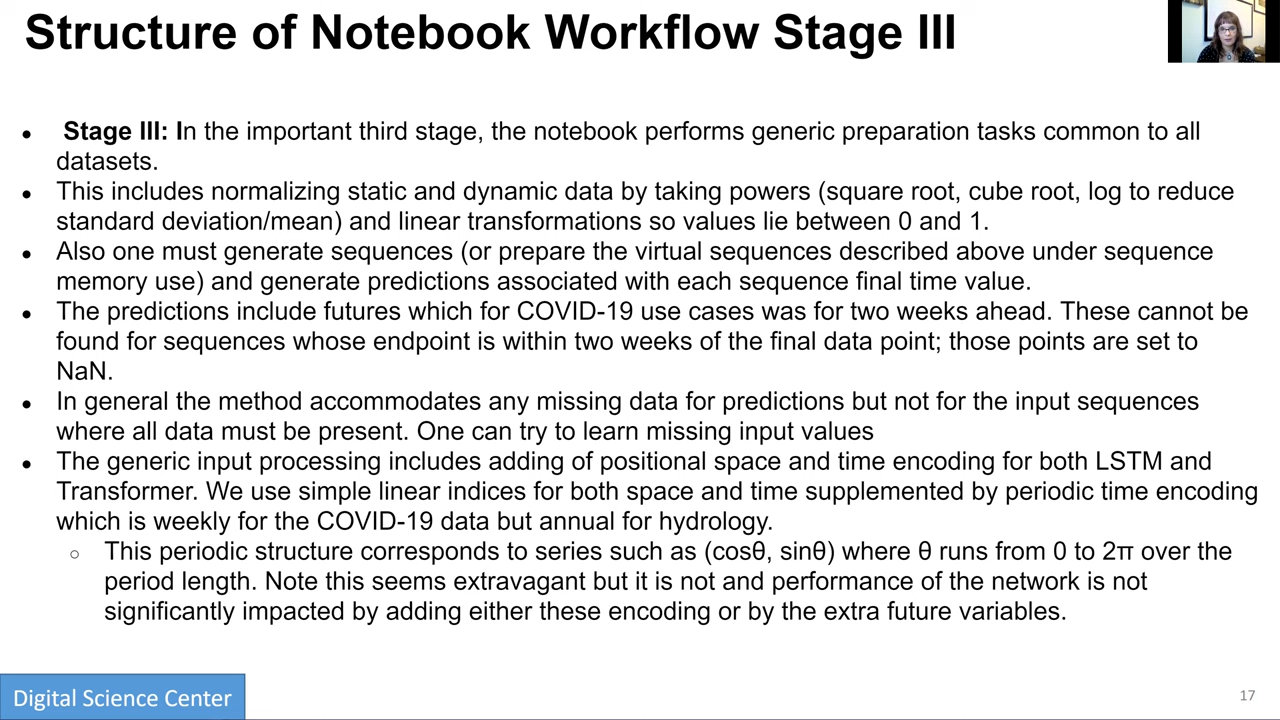 Structure of Notebook Workflow Stage III
● Stage III: In the important third stage, the notebook performs generic preparation tasks common to all
datasets.
● This includes normalizing static and dynamic data by taking powers (square root, cube root, log to reduce
standard deviation/mean) and linear transformations so values lie between 0 and 1.
● Also one must generate sequences (or prepare the virtual sequences described above under sequence
memory use) and generate predictions associated with each sequence final time value.
● The predictions include futures which for COVID-19 use cases was for two weeks ahead. These cannot be
found for sequences whose endpoint is within two weeks of the final data point; those points are set to
NaN.
● In general the method accommodates any missing data for predictions but not for the input sequences
where all data must be present. One can try to learn missing input values
● The generic input processing includes adding of positional space and time encoding for both LSTM and
Transformer. We use simple linear indices for both space and time supplemented by periodic time encoding
which is weekly for the COVID-19 data but annual for hydrology.
○ This periodic structure corresponds to series such as (cosθ, sinθ) where θ runs from 0 to 2π over the
period length. Note this seems extravagant but it is not and performance of the network is not
significantly impacted by adding either these encoding or by the extra future variables.
Digital Science Center
17